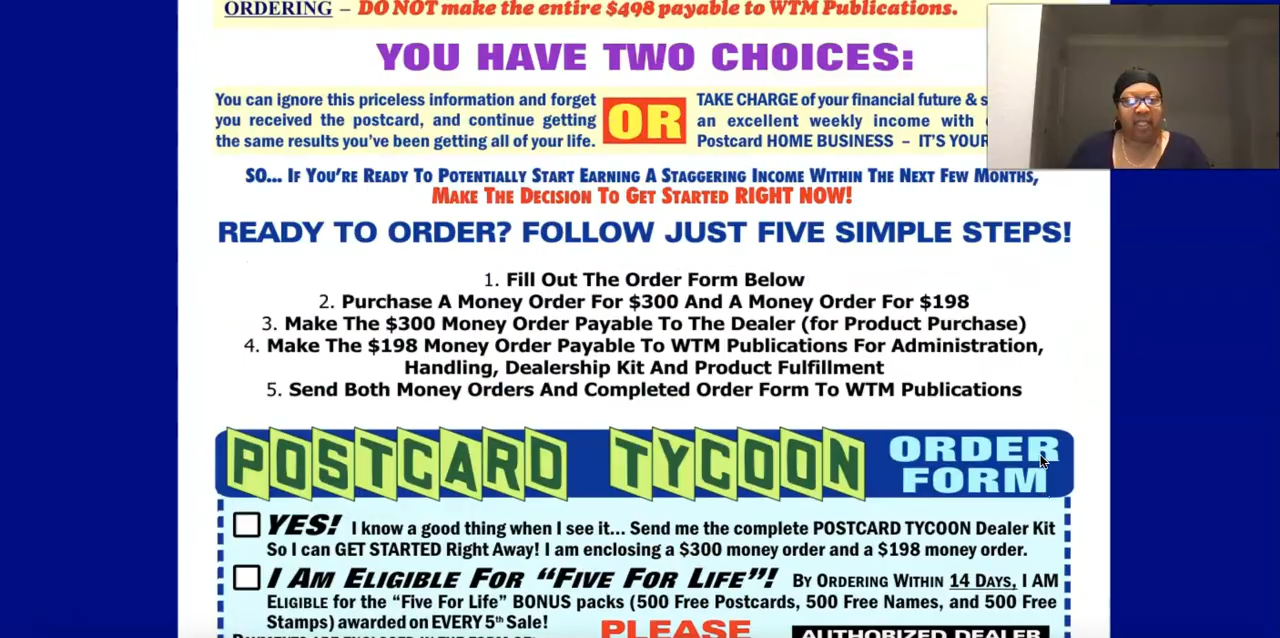 ORDERING – DO NOT make the entire $498 payable to WTM Publications.
YOU HAVE TWO CHOICES:
You can ignore this priceless information and forget
you received the postcard, and continue getting
the same results you've been getting all of your life.
OR
TAKE CHARGE of your financial future & s
an excellent weekly income with
Postcard HOME BUSINESS – IT'S YOUR
SO... IF YOU'RE READY TO POTENTIALLY START EARNING A STAGGERING INCOME WITHIN THE NEXT FEW MONTHS,
MAKE THE DECISION TO GET STARTED RIGHT NOW!
READY TO ORDER? FOLLOW JUST FIVE SIMPLE STEPS!
1. Fill Out The Order Form Below
2. Purchase A Money Order For $300 And A Money Order For $198
3. Make The $300 Money Order Payable To The Dealer (for Product Purchase)
4. Make The $198 Money Order Payable To WTM Publications For Administration,
Handling, Dealership Kit And Product Fulfillment
5. Send Both Money Orders And Completed Order Form To WTM Publications
POSTCARD TYCOON ORDER
FORM
YES! I know a good thing when I see it... Send me the complete POSTCARD TYCOON Dealer Kit
So I can GET STARTED Right Away! I am enclosing a $300 money order and a $198 money order.
I AM ELIGIBLE FOR “FIVE FOR LIFE”! BY ORDERING WITHIN 14 DAYS, I AM
ELIGIBLE for the “Five For Life” BONUS packs (500 Free Postcards, 500 Free Names, and 500 Free
Stamps) awarded on EVERY 5th Sale!
PLEASE
AUTHORIZED DEALER